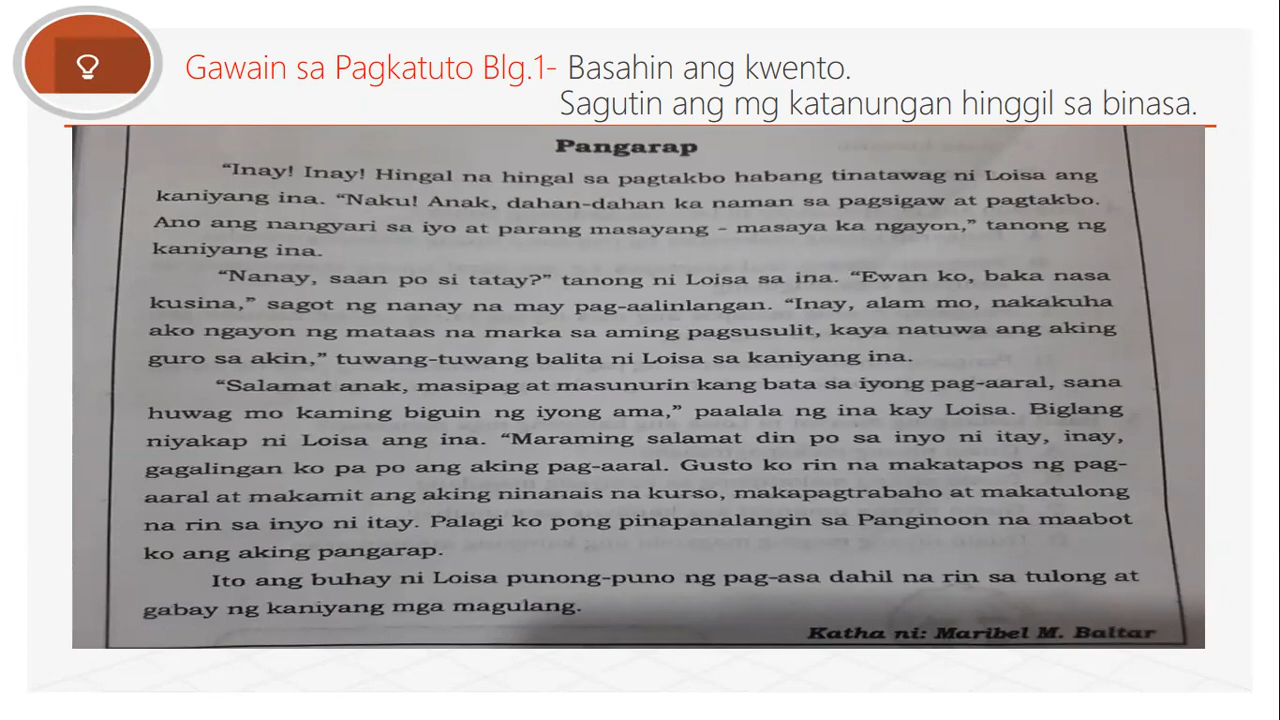 Gawain sa Pagkatuto Blg.1- Basahin ang kwento.
Sagutin ang mg katanungan hinggil sa binasa.
Pangarap
“Inay! Inay! Hingal na hingal sa pagtakbo habang tinatawag ni Loisa ang
kaniyang ina. “Naku! Anak, dahan-dahan ka naman sa pagsigaw at pagtakbo.
Ano ang nangyari sa iyo at parang masayang - masaya ka ngayon,” tanong ng
kaniyang ina.
“Nanay, saan po si tatay?” tanong ni Loisa sa ina. “Ewan ko, baka nasa
kusina,” sagot ng nanay na may pag-aalinlangan. “Inay, alam mo, nakakuha
ako ngayon ng mataas na marka sa aming pagsusulit, kaya natuwa ang aking
guro sa akin,” tuwang-tuwang balita ni Loisa sa kaniyang ina.
“Salamat anak, masipag at masunurin kang bata sa iyong pag-aaral, sana
huwag mo kaming biguin ng iyong ama,” paalala ng ina kay Loisa. Biglang
niyakap ni Loisa ang ina. “Maraming salamat din po sa inyo ni itay, inay,
gagalingan ko pa po ang aking pag-aaral. Gusto ko rin na makatapos ng pag-
aaral at makamit ang aking ninanais na kurso, makapagtrabaho at makatulong
na rin sa inyo ni itay. Palagi ko pong pinapanalangin sa Panginoon na maabot
ko ang aking pangarap.
Ito ang buhay ni Loisa punong-puno ng pag-asa dahil na rin sa tulong at
gabay ng kaniyang mga magulang.
Katha ni: Maribel M. Baltar